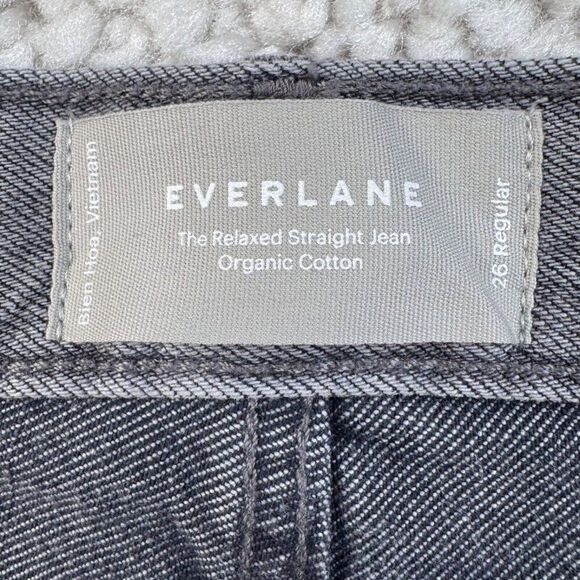 Bien Hoa, Vietnam
EVERLANE
The Relaxed Straight Jean
Organic Cotton
26 Regular